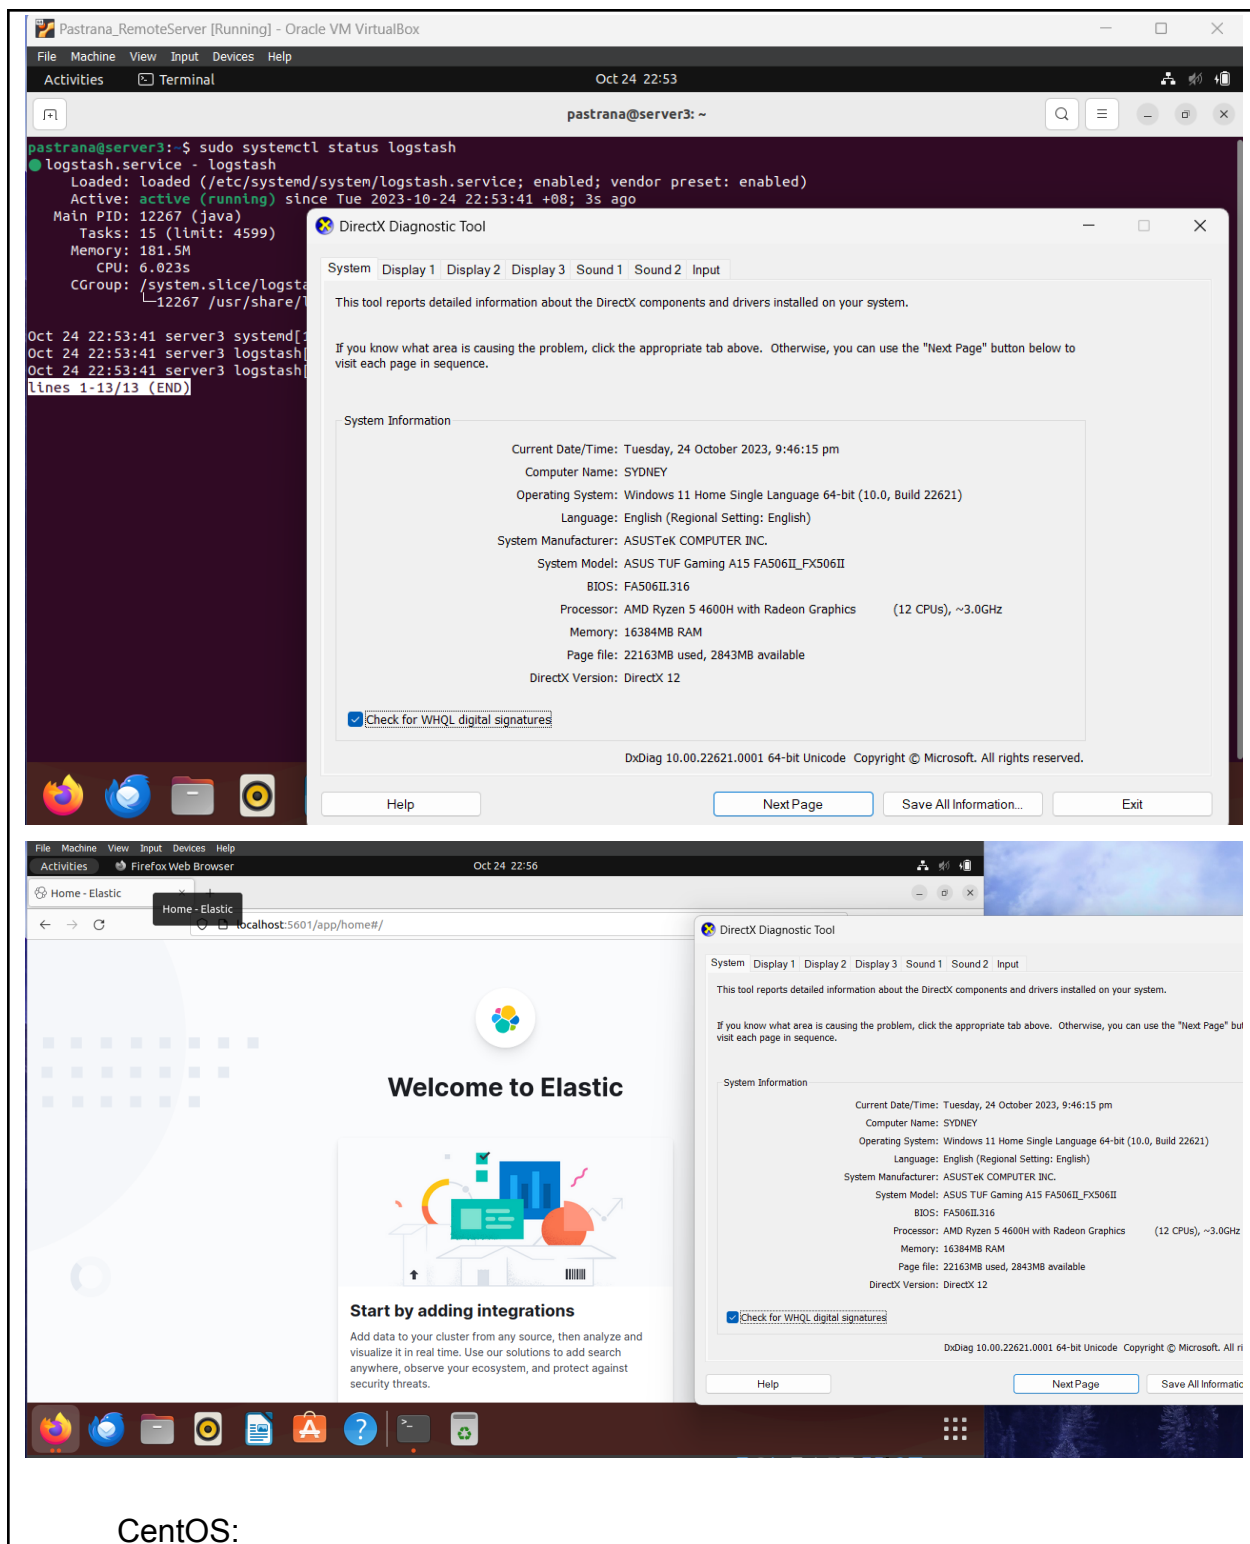 Pastrana_RemoteServer [Running] - Oracle VM VirtualBox
File Machine View Input Devices Help
Activities Terminal Oct 24 22:53
pastrana@server3: ~
pastrana@server3:~$ sudo systemctl status logstash
logstash.service - logstash
Loaded: loaded (/etc/systemd/system/logstash.service; enabled; vendor preset: enabled)
Active: active (running) since Tue 2023-10-24 22:53:41 +08; 3s ago
Main PID: 12267 (java)
Tasks: 15 (limit: 4599)
Memory: 181.5M
CPU: 6.023s
CGroup: /system.slice/logsta
└─12267 /usr/share/l
Oct 24 22:53:41 server3 systemd[1
Oct 24 22:53:41 server3 logstash[
Oct 24 22:53:41 server3 logstash[
lines 1-13/13 (END)
DirectX Diagnostic Tool
System Display 1 Display 2 Display 3 Sound 1 Sound 2 Input
This tool reports detailed information about the DirectX components and drivers installed on your system.
If you know what area is causing the problem, click the appropriate tab above. Otherwise, you can use the "Next Page" button below to
visit each page in sequence.
System Information
Current Date/Time: Tuesday, 24 October 2023, 9:46:15 pm
Computer Name: SYDNEY
Operating System: Windows 11 Home Single Language 64-bit (10.0, Build 22621)
Language: English (Regional Setting: English)
System Manufacturer: ASUSTeK COMPUTER INC.
System Model: ASUS TUF Gaming A15 FA506II_FX506II
BIOS: FA506II.316
Processor: AMD Ryzen 5 4600H with Radeon Graphics (12 CPUs), ~3.0GHz
Memory: 16384MB RAM
Page file: 22163MB used, 2843MB available
DirectX Version: DirectX 12
Check for WHQL digital signatures
DxDiag 10.00.22621.0001 64-bit Unicode Copyright © Microsoft. All rights reserved.
Help Next Page Save All Information... Exit
File Machine View Input Devices Help
Activities Firefox Web Browser Oct 24 22:56
Home - Elastic
Home - Elastic
localhost:5601/app/home#/
Welcome to Elastic
Start by adding integrations
Add data to your cluster from any source, then analyze and
visualize it in real time. Use our solutions to add search
anywhere, observe your ecosystem, and protect against
security threats.
DirectX Diagnostic Tool
System Display 1 Display 2 Display 3 Sound 1 Sound 2 Input
This tool reports detailed information about the DirectX components and drivers installed on your system.
If you know what area is causing the problem, click the appropriate tab above. Otherwise, you can use the "Next Page" but
visit each page in sequence.
System Information
Current Date/Time: Tuesday, 24 October 2023, 9:46:15 pm
Computer Name: SYDNEY
Operating System: Windows 11 Home Single Language 64-bit (10.0, Build 22621)
Language: English (Regional Setting: English)
System Manufacturer: ASUSTeK COMPUTER INC.
System Model: ASUS TUF Gaming A15 FA506II_FX506II
BIOS: FA506II.316
Processor: AMD Ryzen 5 4600H with Radeon Graphics (12 CPUs), ~3.0GHz
Memory: 16384MB RAM
Page file: 22163MB used, 2843MB available
DirectX Version: DirectX 12
Check for WHQL digital signatures
DxDiag 10.00.22621.0001 64-bit Unicode Copyright © Microsoft. All ri
Help Next Page Save All Informatic
CentOS: